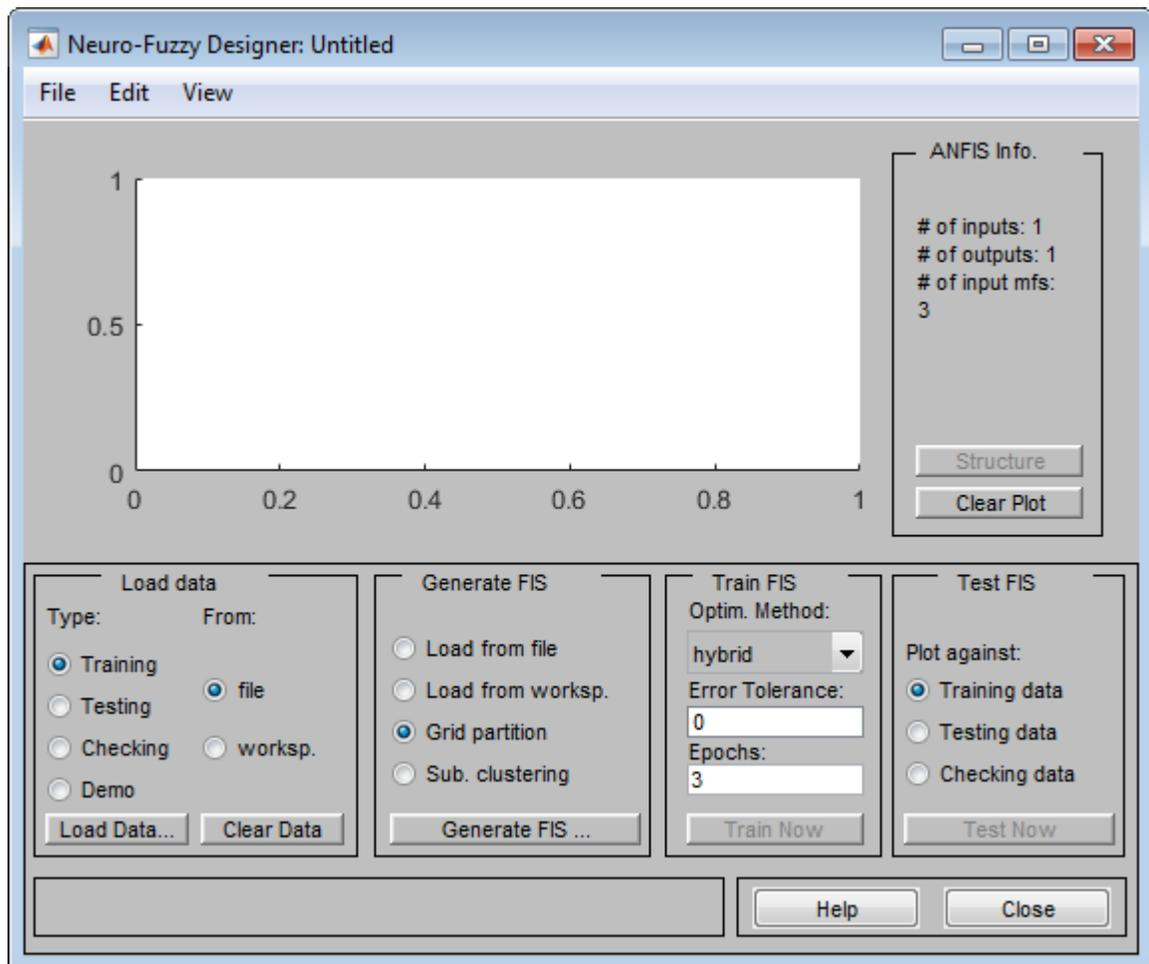 Neuro-Fuzzy Designer: Untitled
File Edit View
ANFIS Info.
1
0.5
0
0 0.2 0.4 0.6 0.8 1
# of inputs: 1
# of outputs: 1
# of input mfs:
3
Structure
Clear Plot
Load data
Type: From:
Training
Testing
Checking
Demo
file
worksp.
Load Data... Clear Data
Generate FIS
Load from file
Load from worksp.
Grid partition
Sub. clustering
Generate FIS ...
Train FIS
Optim. Method:
hybrid
Error Tolerance:
0
Epochs:
3
Train Now
Test FIS
Plot against:
Training data
Testing data
Checking data
Test Now
Help Close